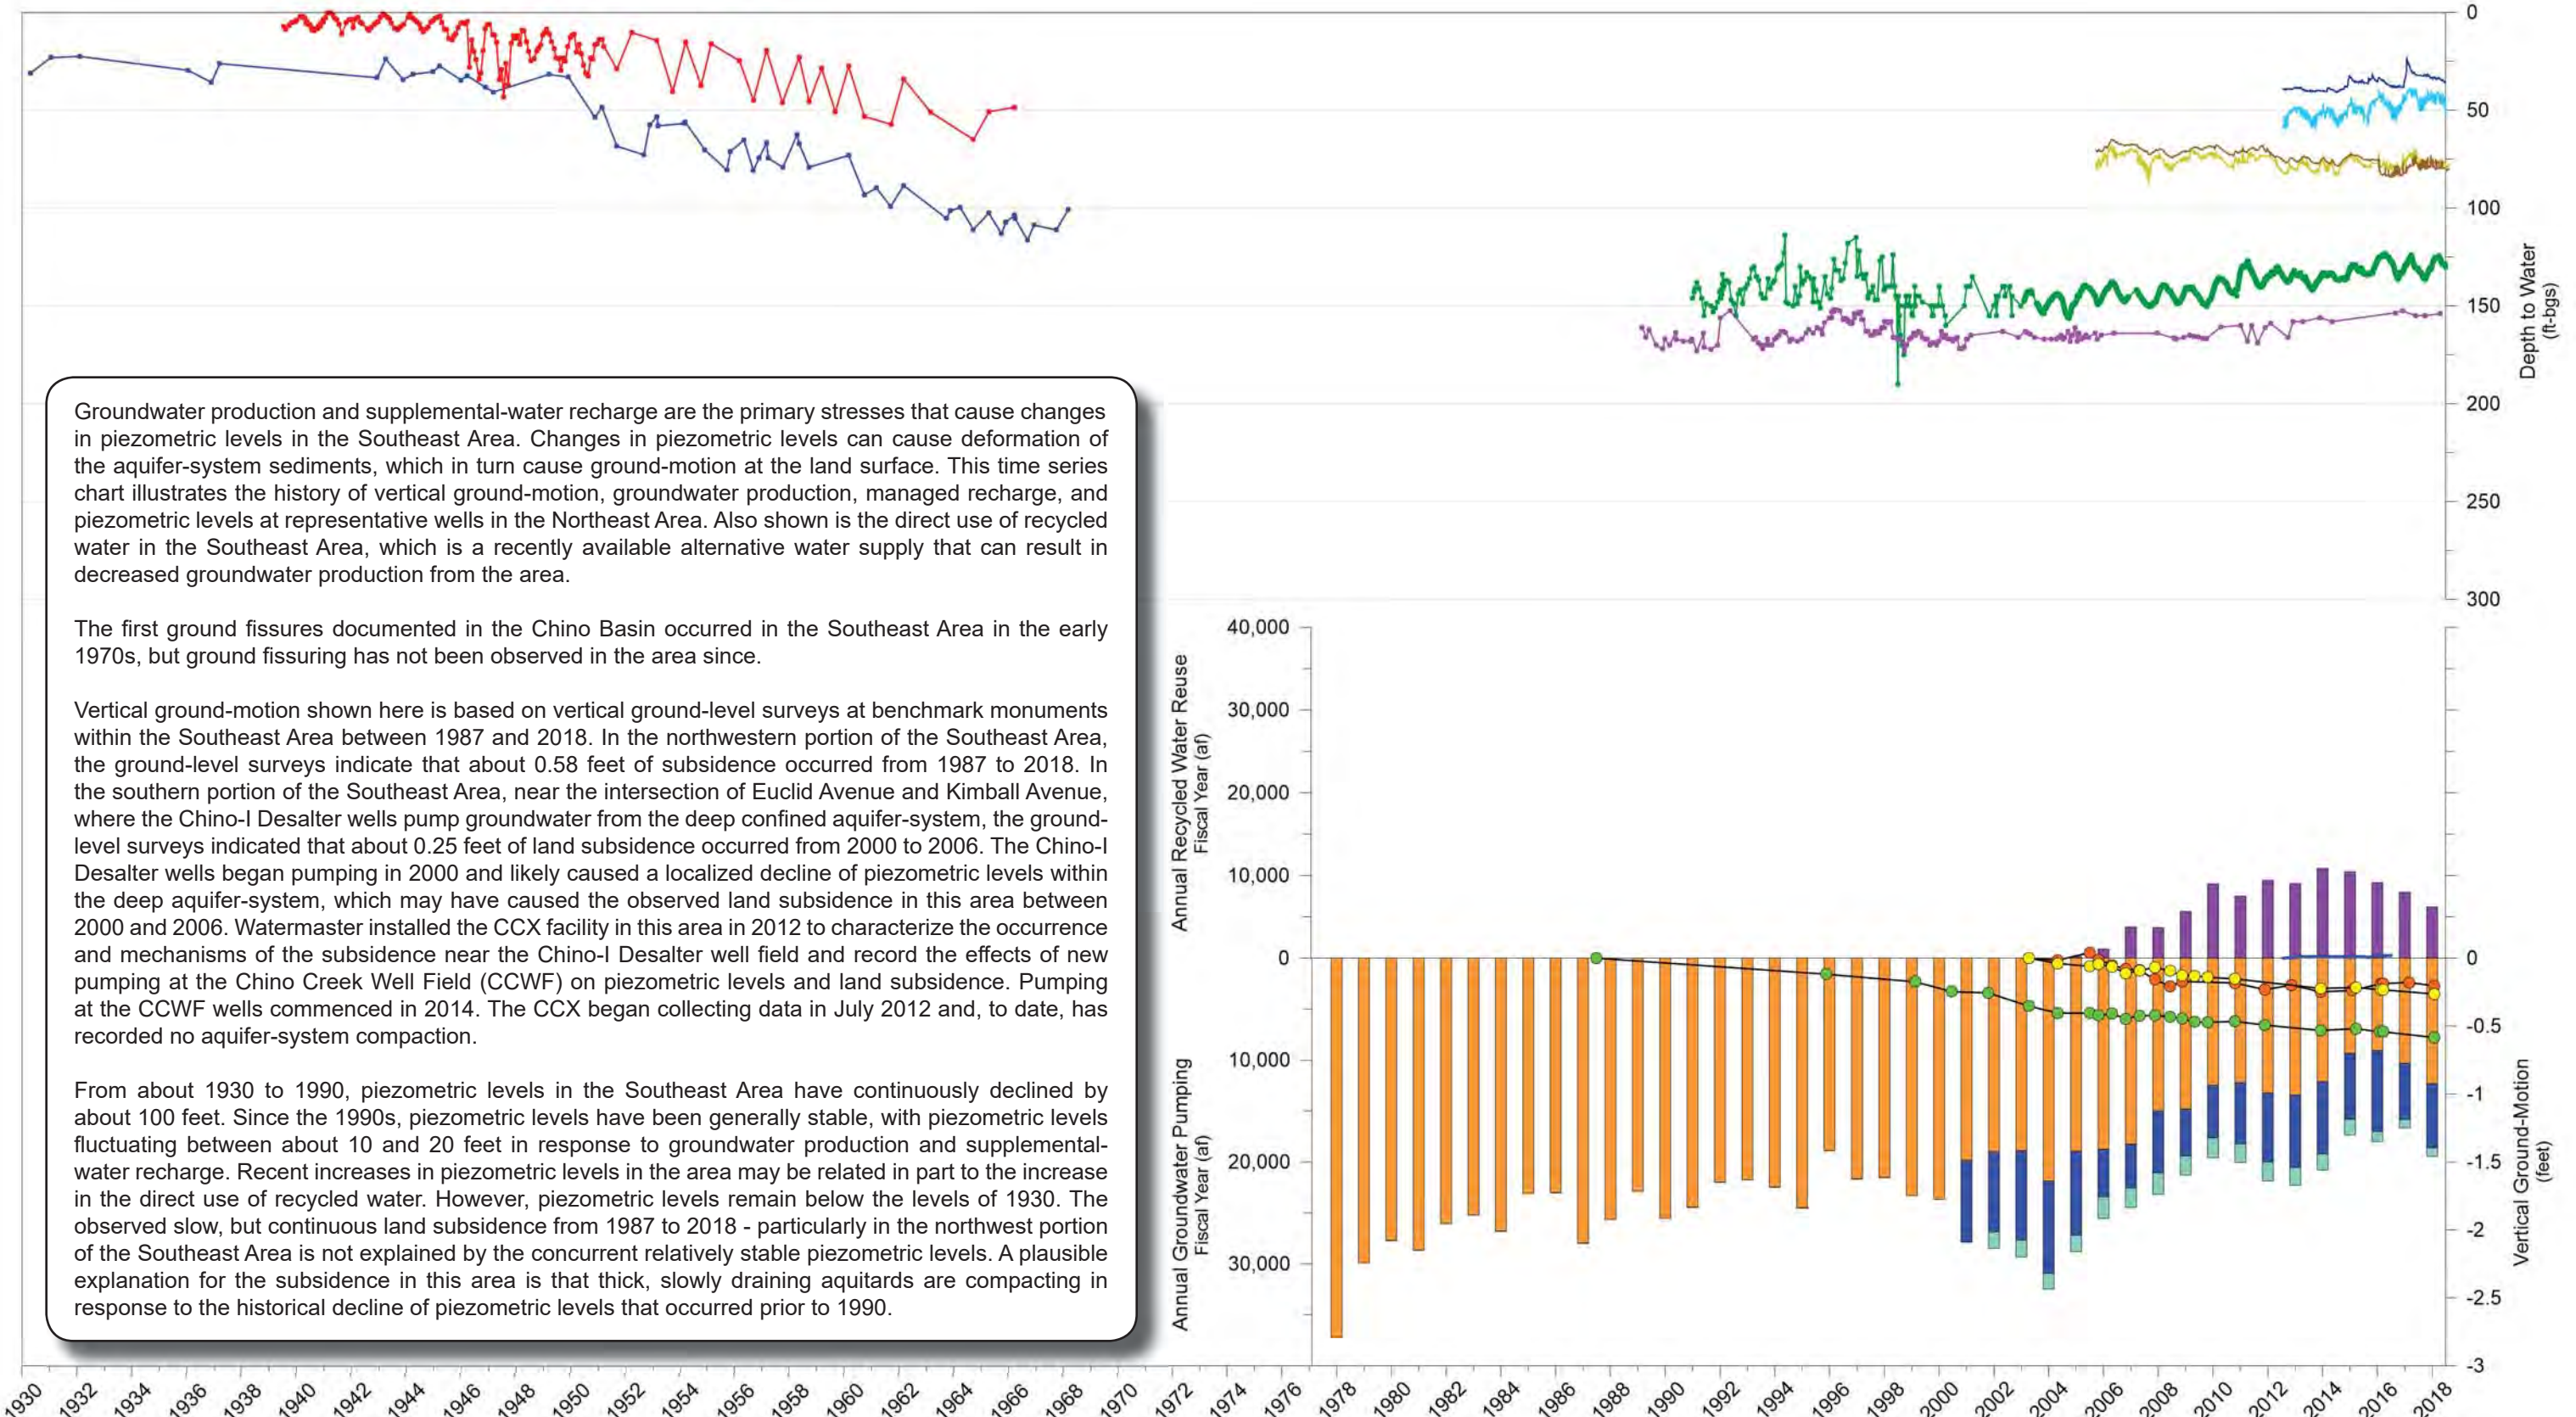 0
50
100
150
200
250
300
Depth to Water
(ft-bgs)
Groundwater production and supplemental-water recharge are the primary stresses that cause changes
in piezometric levels in the Southeast Area. Changes in piezometric levels can cause deformation of
the aquifer-system sediments, which in turn cause ground-motion at the land surface. This time series
chart illustrates the history of vertical ground-motion, groundwater production, managed recharge, and
piezometric levels at representative wells in the Northeast Area. Also shown is the direct use of recycled
water in the Southeast Area, which is a recently available alternative water supply that can result in
decreased groundwater production from the area.
The first ground fissures documented in the Chino Basin occurred in the Southeast Area in the early
1970s, but ground fissuring has not been observed in the area since.
Vertical ground-motion shown here is based on vertical ground-level surveys at benchmark monuments
within the Southeast Area between 1987 and 2018. In the northwestern portion of the Southeast Area,
the ground-level surveys indicate that about 0.58 feet of subsidence occurred from 1987 to 2018. In
the southern portion of the Southeast Area, near the intersection of Euclid Avenue and Kimball Avenue,
where the Chino-I Desalter wells pump groundwater from the deep confined aquifer-system, the ground-
level surveys indicated that about 0.25 feet of land subsidence occurred from 2000 to 2006. The Chino-I
Desalter wells began pumping in 2000 and likely caused a localized decline of piezometric levels within
the deep aquifer-system, which may have caused the observed land subsidence in this area between
2000 and 2006. Watermaster installed the CCX facility in this area in 2012 to characterize the occurrence
and mechanisms of the subsidence near the Chino-I Desalter well field and record the effects of new
pumping at the Chino Creek Well Field (CCWF) on piezometric levels and land subsidence. Pumping
at the CCWF wells commenced in 2014. The CCX began collecting data in July 2012 and, to date, has
recorded no aquifer-system compaction.
From about 1930 to 1990, piezometric levels in the Southeast Area have continuously declined by
about 100 feet. Since the 1990s, piezometric levels have been generally stable, with piezometric levels
fluctuating between about 10 and 20 feet in response to groundwater production and supplemental-
water recharge. Recent increases in piezometric levels in the area may be related in part to the increase
in the direct use of recycled water. However, piezometric levels remain below the levels of 1930. The
observed slow, but continuous land subsidence from 1987 to 2018 - particularly in the northwest portion
of the Southeast Area is not explained by the concurrent relatively stable piezometric levels. A plausible
explanation for the subsidence in this area is that thick, slowly draining aquitards are compacting in
response to the historical decline of piezometric levels that occurred prior to 1990.
Annual Recycled Water Reuse
Fiscal Year (af)
40,000
30,000
20,000
10,000
0
Annual Groundwater Pumping
Fiscal Year (af)
10,000
20,000
30,000
0
-0.5
-1
-1.5
-2
-2.5
-3
Vertical Ground-Motion
(feet)
1930
1932
1934
1936
1938
1940
1942
1944
1946
1948
1950
1952
1954
1956
1958
1960
1962
1964
1966
1968
1970
1972
1974
1976
1978
1980
1982
1984
1986
1988
1990
1992
1994
1996
1998
2000
2002
2004
2006
2008
2010
2012
2014
2016
2018